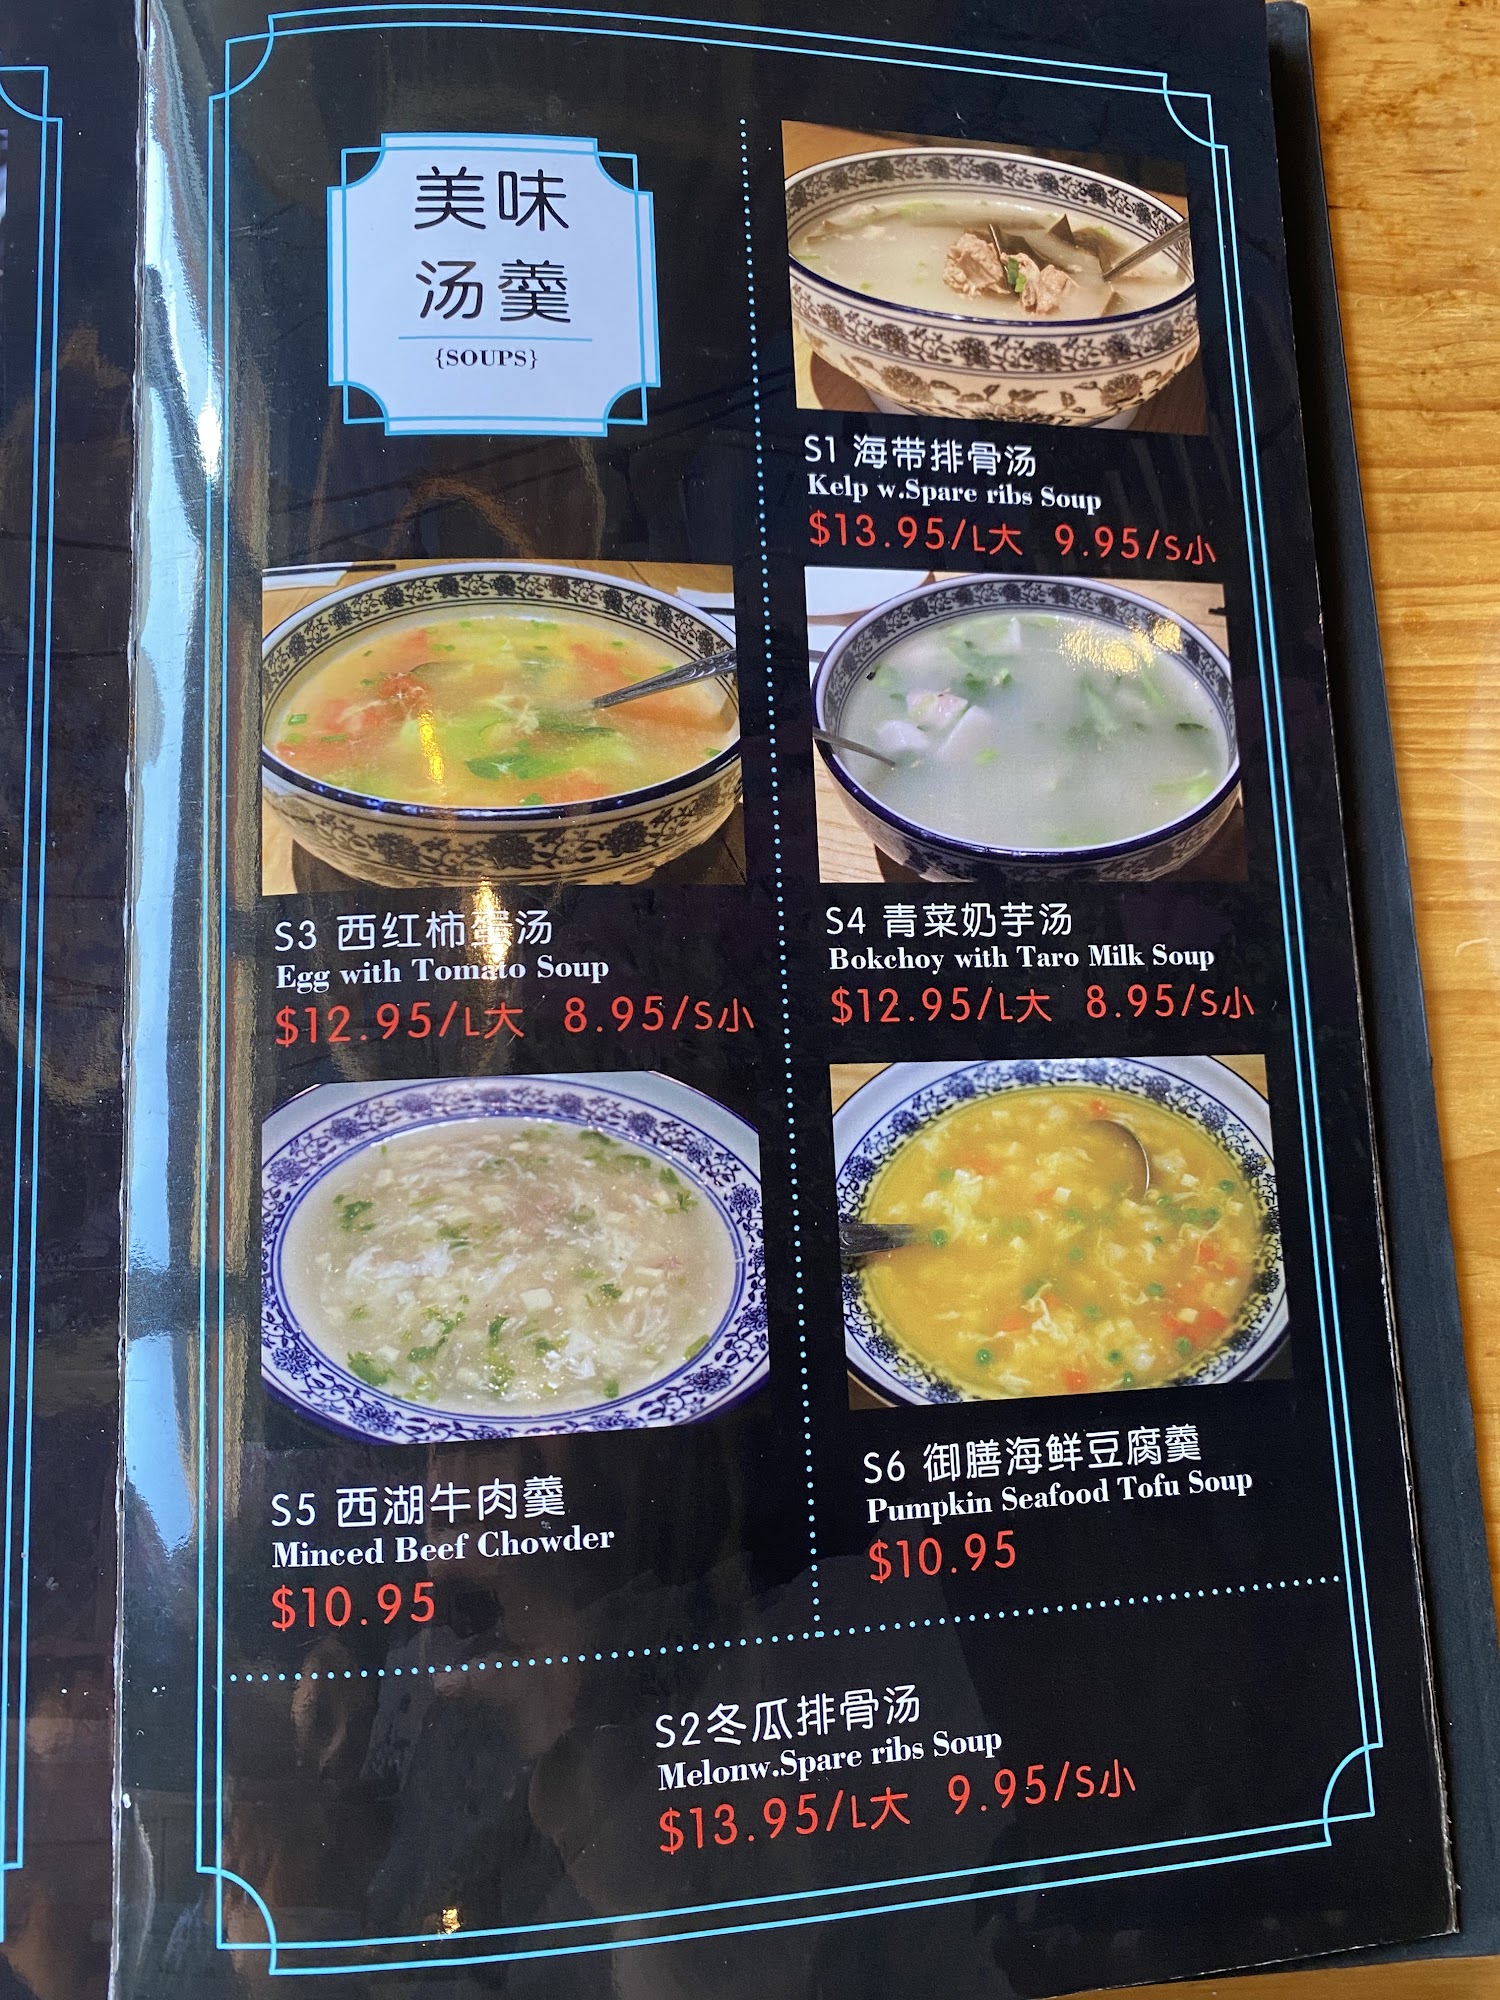 美味
汤羹
{SOUPS}
S1 海带排骨汤
Kelp w.Spare ribs Soup
$13.95/L大 9.95/S小
S3 西红柿蛋汤
Egg with Tomato Soup
$12.95/L大 8.95/S小
S4 青菜奶芋汤
Bokchoy with Taro Milk Soup
$12.95/L大 8.95/S小
S5 西湖牛肉羹
Minced Beef Chowder
$10.95
S6 御膳海鲜豆腐羹
Pumpkin Seafood Tofu Soup
$10.95
S2冬瓜排骨汤
Melonw.Spare ribs Soup
$13.95/L大 9.95/S小